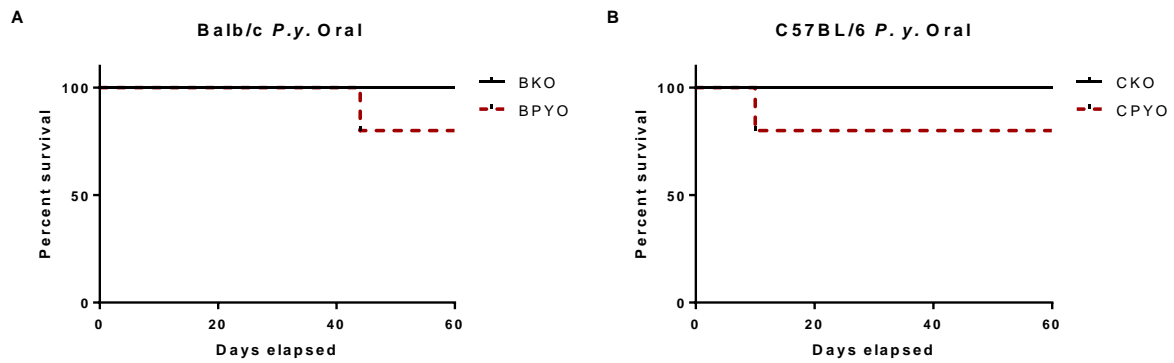 A
Balb/c P.y. Oral
Percent survival
100
50
0
0
20
40
60
Days elapsed
BKO
BPYO
B
C57BL/6 P. y. Oral
Percent survival
100
50
0
0
20
40
60
Days elapsed
CKO
CPYO